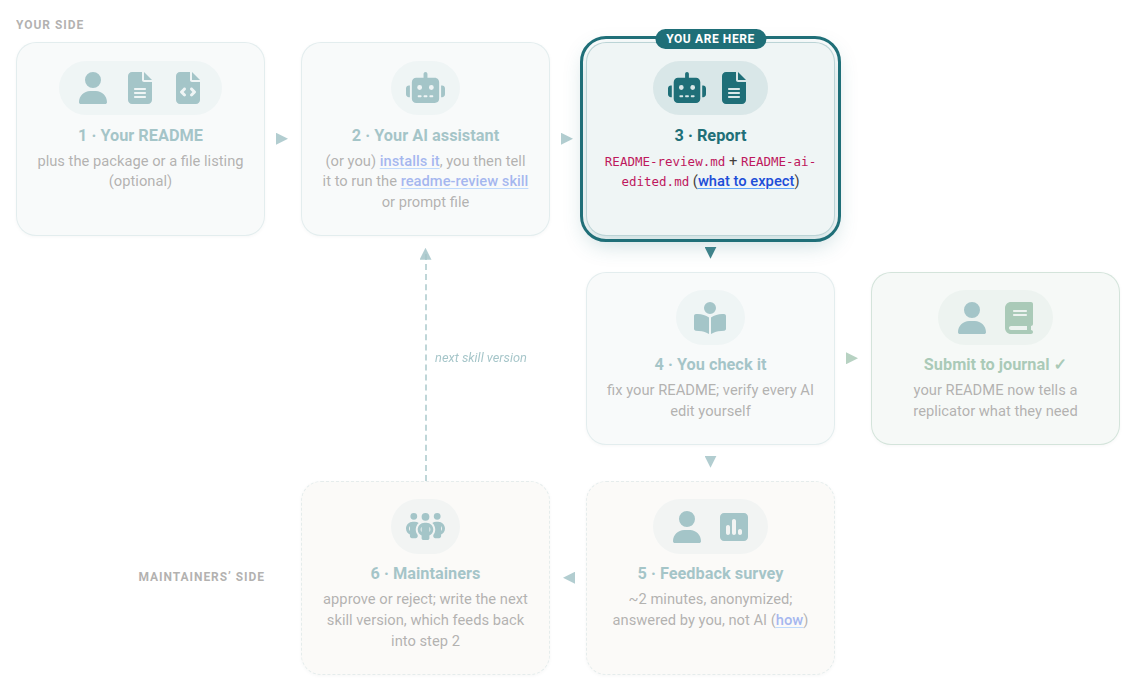 YOUR SIDE
YOU ARE HERE
1 · Your README
plus the package or a file listing
(optional)
2 · Your AI assistant
(or you) installs it, you then tell
it to run the readme-review skill
or prompt file
3 · Report
README-review.md + README-ai-
edited.md (what to expect)
next skill version
4 · You check it
fix your README; verify every AI
edit yourself
Submit to journal ✓
your README now tells a
replicator what they need
MAINTAINERS’ SIDE
6 · Maintainers
approve or reject; write the next
skill version, which feeds back
into step 2
5 · Feedback survey
~2 minutes, anonymized;
answered by you, not AI (how)